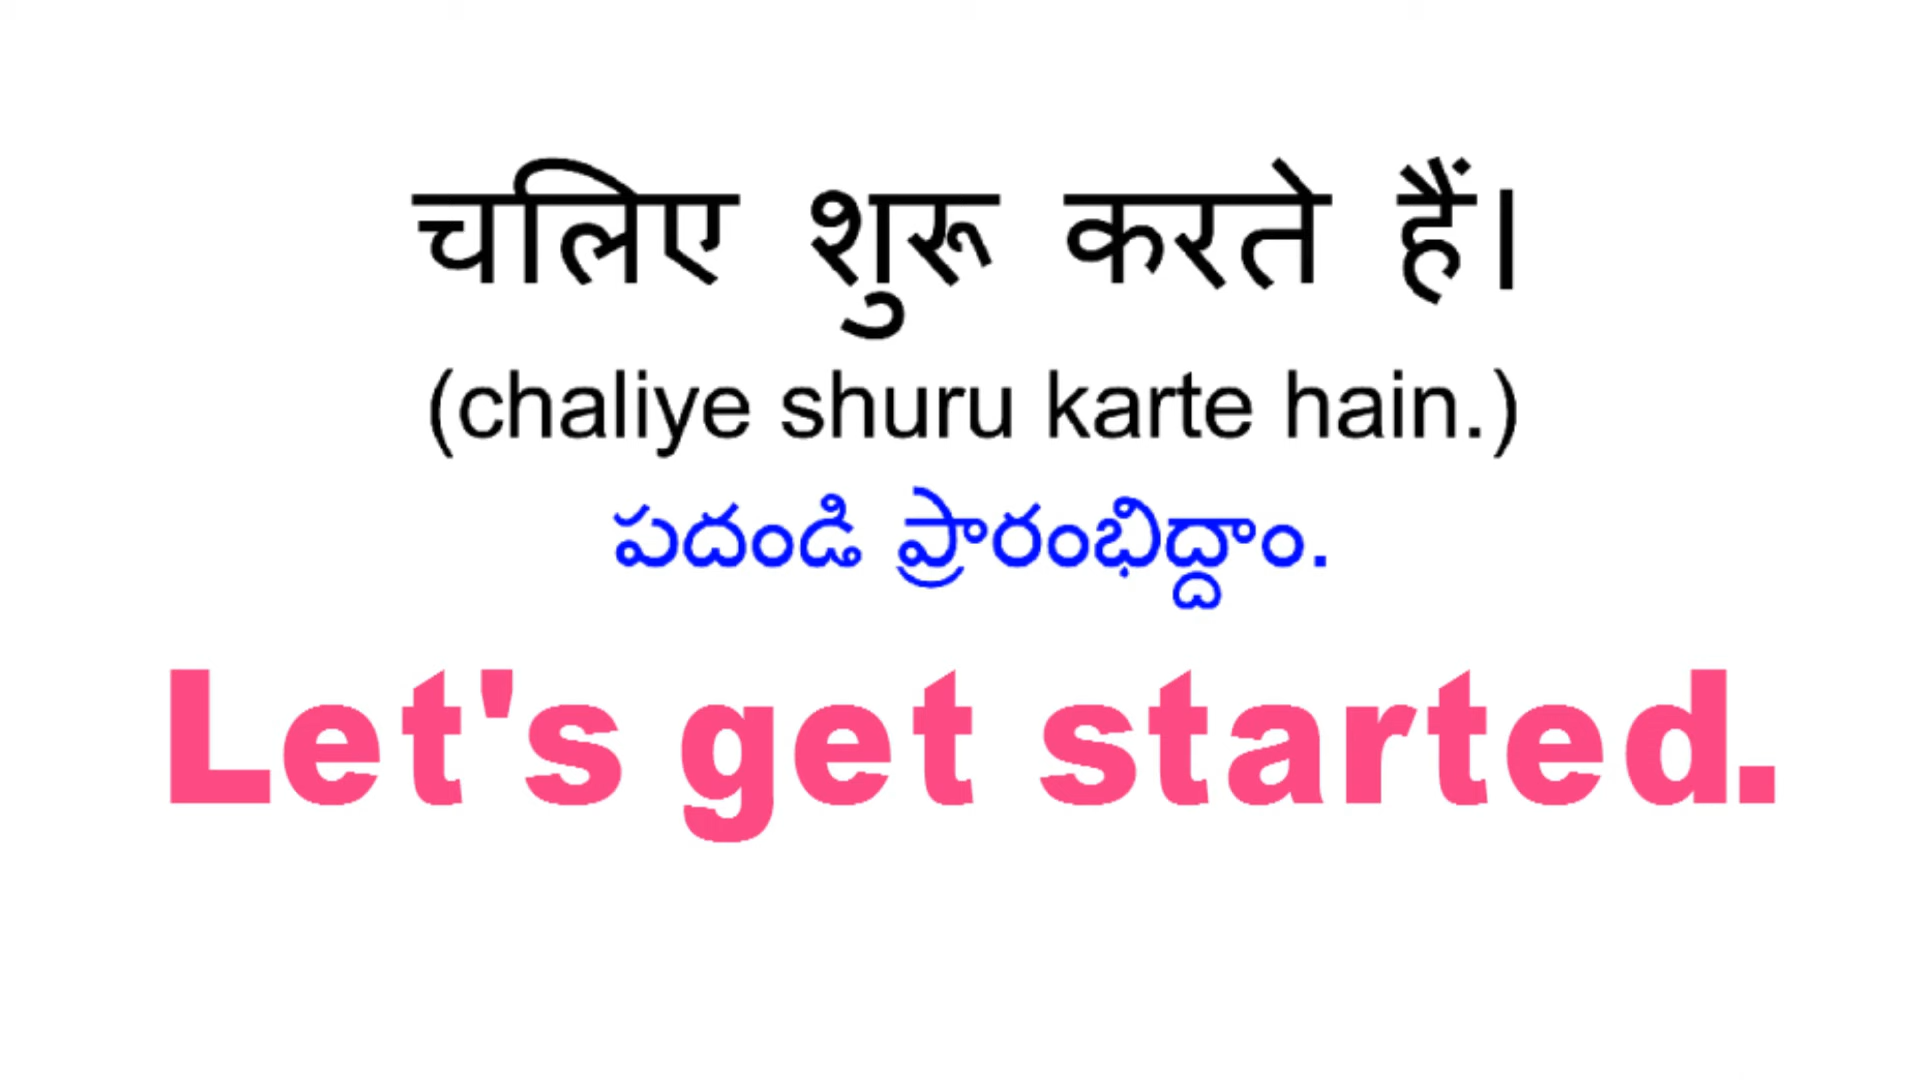 चलिए शुरू करते हैं।
(chaliye shuru karte hain.)
పదండి ప్రారంభిద్దాం.
Let's get started.